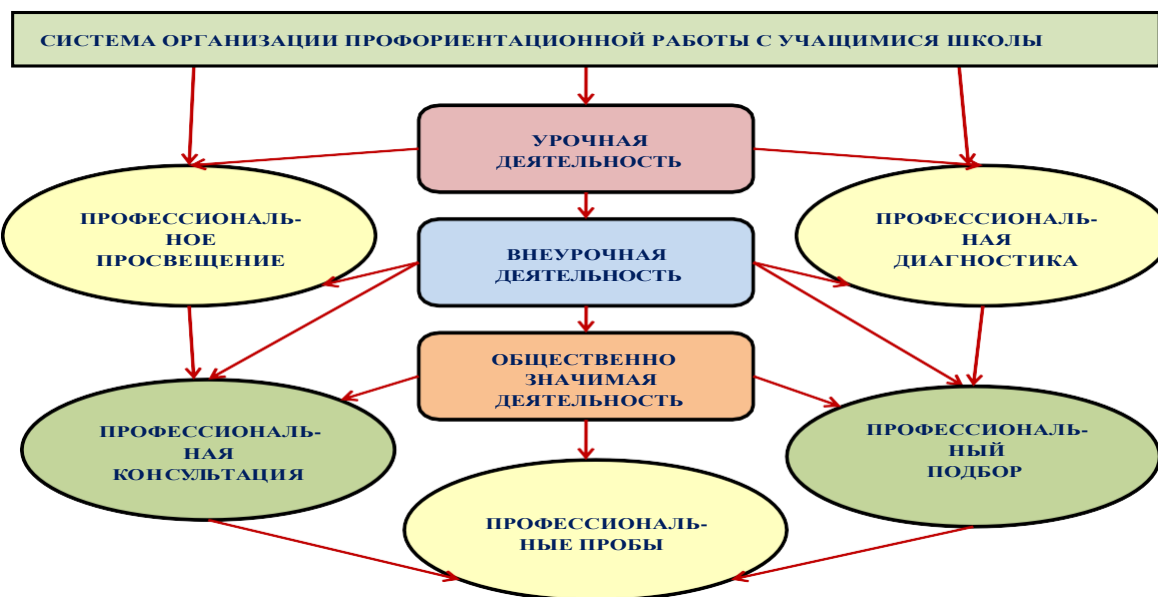 СИСТЕМА ОРГАНИЗАЦИИ ПРОФОРИЕНТАЦИОННОЙ РАБОТЫ С УЧАЩИМИСЯ ШКОЛЫ
УРОЧНАЯ
ДЕЯТЕЛЬНОСТЬ
ПРОФЕССИОНАЛЬ-
НОЕ
ПРОСВЕЩЕНИЕ
ВНЕУРОЧНАЯ
ДЕЯТЕЛЬНОСТЬ
ПРОФЕССИОНАЛЬ-
НАЯ
ДИАГНОСТИКА
ОБЩЕСТВЕННО
ЗНАЧИМАЯ
ДЕЯТЕЛЬНОСТЬ
ПРОФЕССИОНАЛЬ-
НАЯ
КОНСУЛЬТАЦИЯ
ПРОФЕССИОНАЛЬ-
НЫЙ
ПОДБОР
ПРОФЕССИОНАЛЬ-
НЫЕ ПРОБЫ